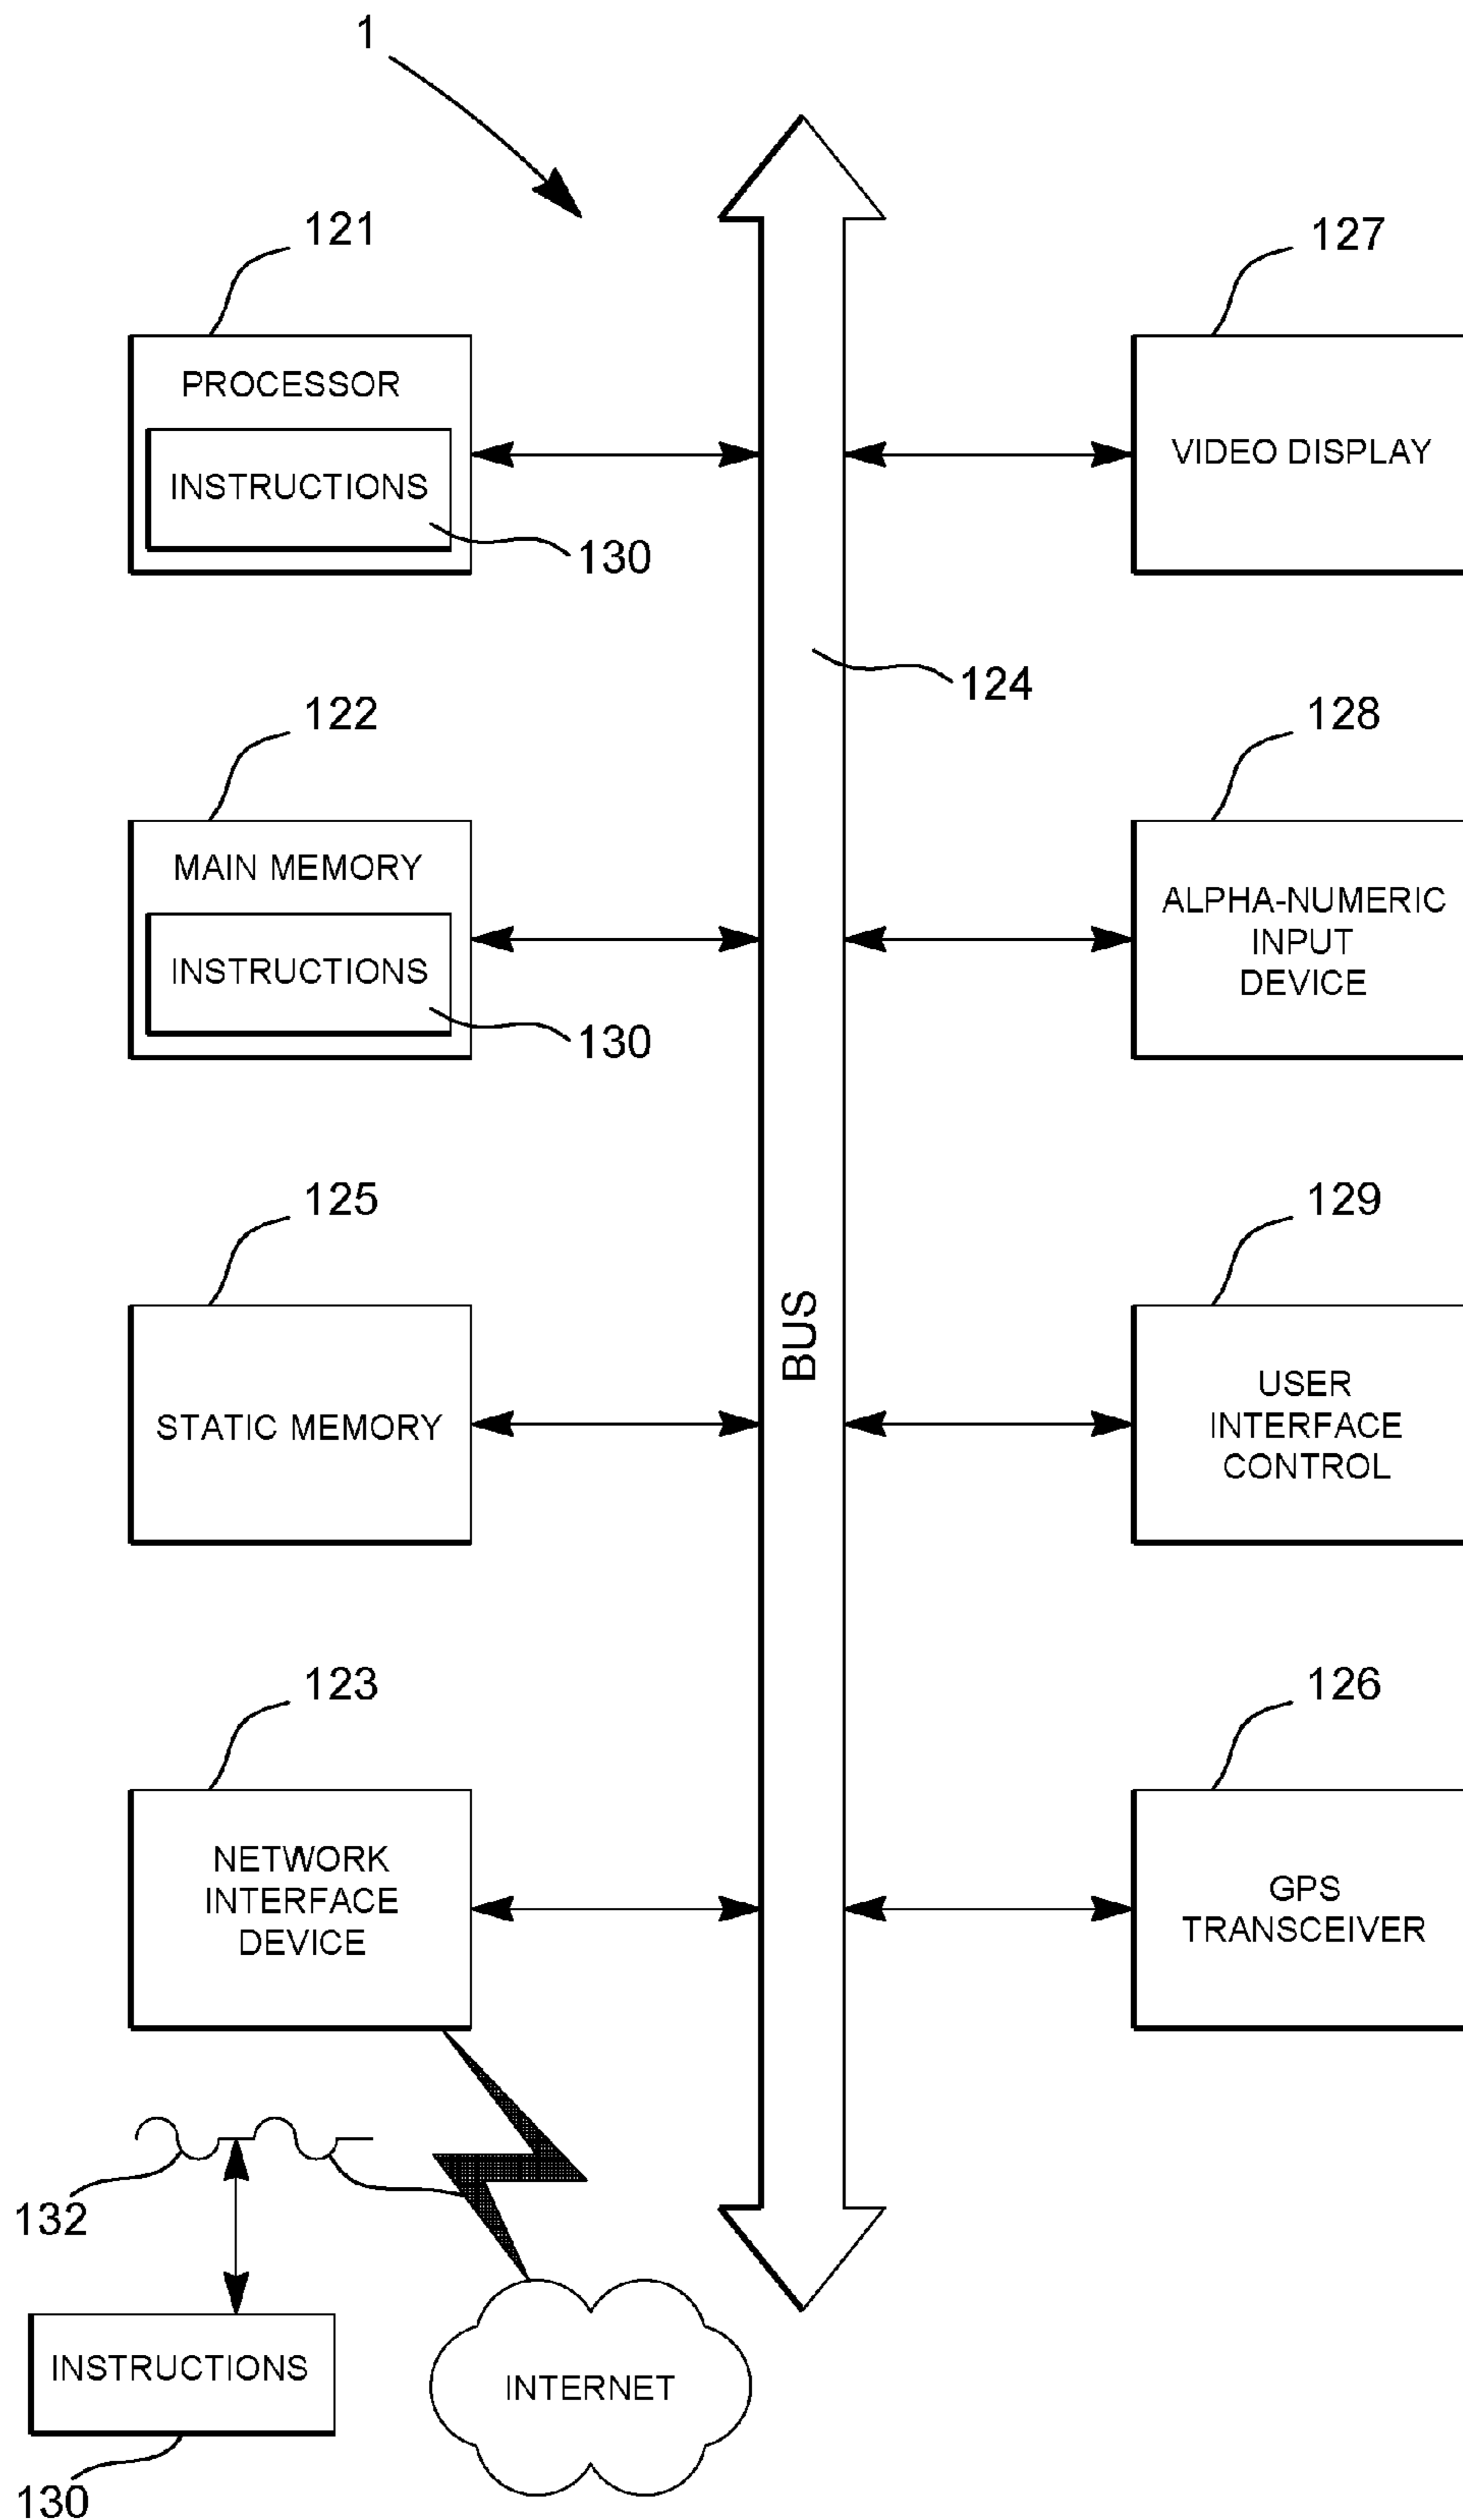 1
121
127
PROCESSOR
VIDEO DISPLAY
INSTRUCTIONS
130
124
122
128
MAIN MEMORY
ALPHA-NUMERIC
INPUT
DEVICE
INSTRUCTIONS
130
125
129
BUS
STATIC MEMORY
USER
INTERFACE
CONTROL
123
126
NETWORK
INTERFACE
DEVICE
GPS
TRANSCEIVER
132
INSTRUCTIONS
INTERNET
130